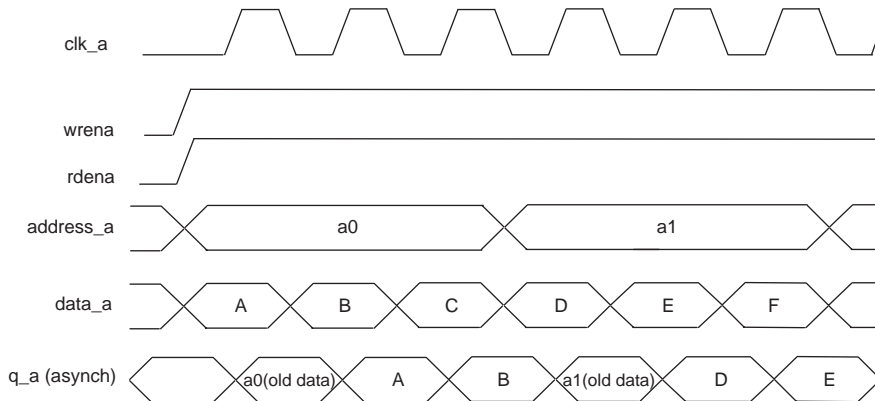 clk_a
wrena
rdena
address_a a0 a1
data_a A B C D E F
q_a (asynch) a0(old data) A B a1(old data) D E